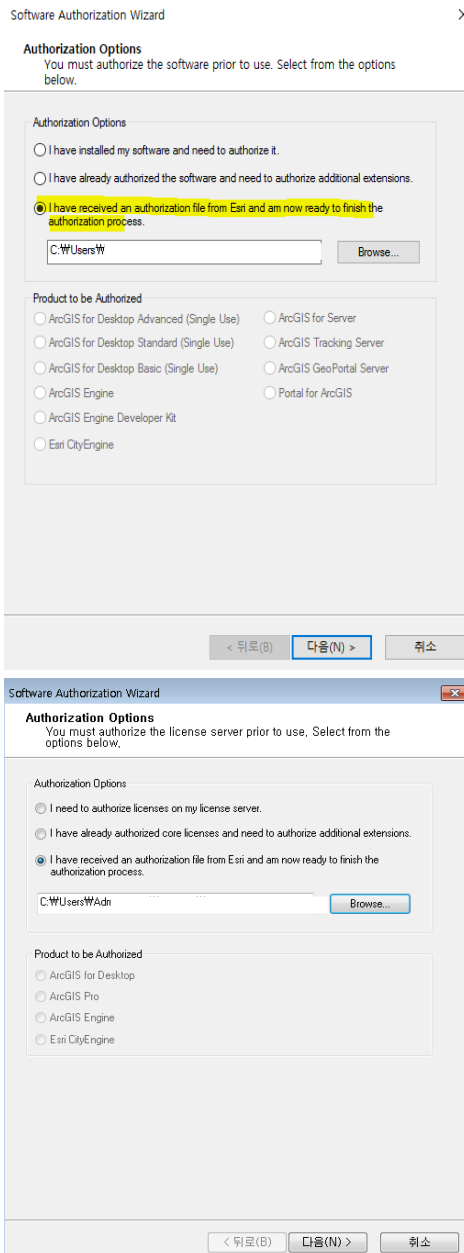 Software Authorization Wizard
Authorization Options
You must authorize the software prior to use. Select from the options
below.
Authorization Options
I have installed my software and need to authorize it.
I have already authorized the software and need to authorize additional extensions.
I have received an authorization file from Esri and am now ready to finish the
authorization process.
C:₩Users₩
Browse...
Product to be Authorized
ArcGIS for Desktop Advanced (Single Use)
ArcGIS for Server
ArcGIS for Desktop Standard (Single Use)
ArcGIS Tracking Server
ArcGIS for Desktop Basic (Single Use)
ArcGIS GeoPortal Server
ArcGIS Engine
Portal for ArcGIS
ArcGIS Engine Developer Kit
Esri CityEngine
< 뒤로(B)
다음(N) >
취소
Software Authorization Wizard
Authorization Options
You must authorize the license server prior to use, Select from the
options below,
Authorization Options
I need to authorize licenses on my license server.
I have already authorized core licenses and need to authorize additional extensions.
I have received an authorization file from Esri and am now ready to finish the
authorization process.
C:₩Users₩Adn
Browse...
Product to be Authorized
ArcGIS for Desktop
ArcGIS Pro
ArcGIS Engine
Esri CityEngine
< 뒤로(B)
다음(N) >
취소